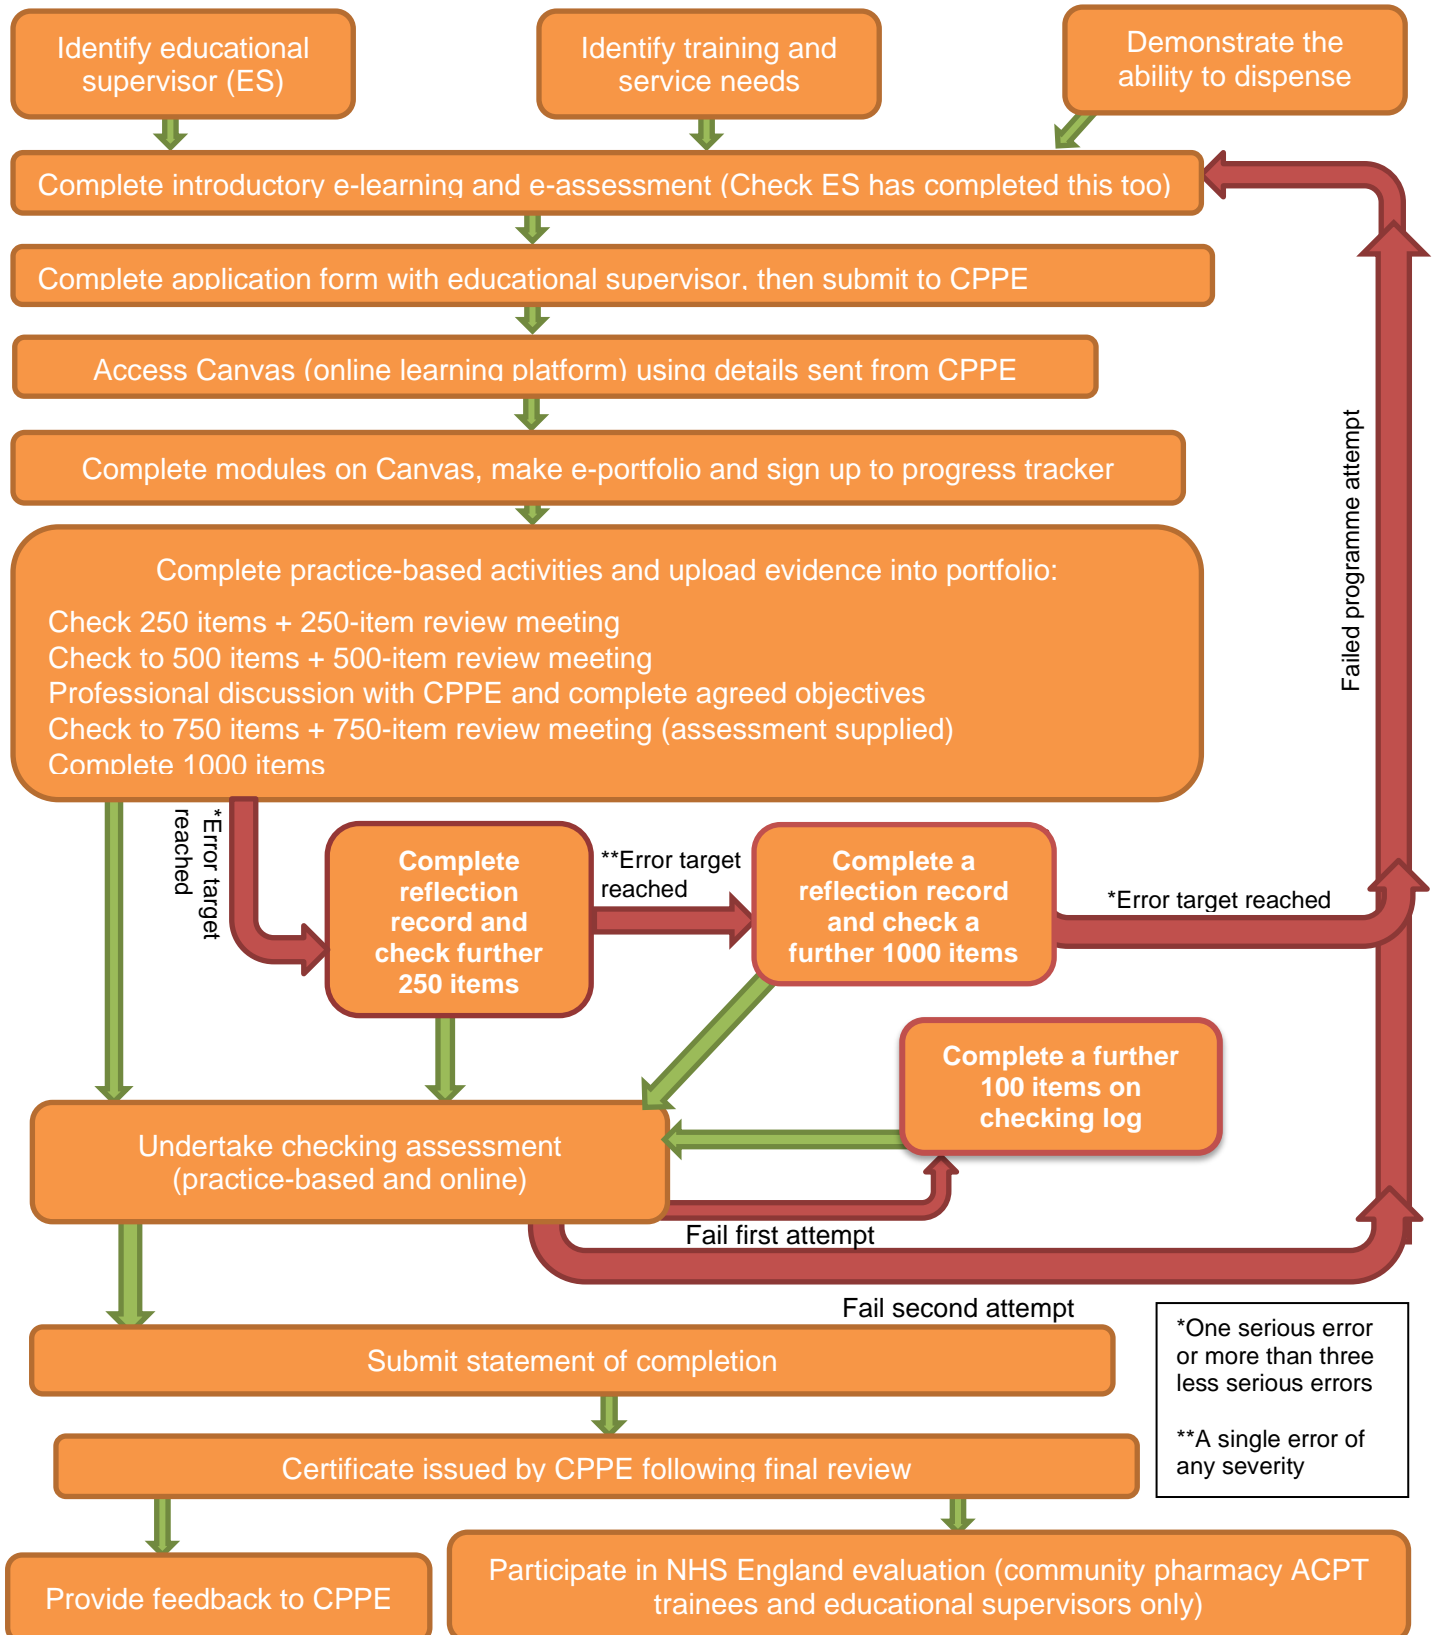 Identify educational
supervisor (ES)
Identify training and
service needs
Demonstrate the
ability to dispense
Complete introductory e-learning and e-assessment (Check ES has completed this too)
Complete application form with educational supervisor, then submit to CPPE
Access Canvas (online learning platform) using details sent from CPPE
Complete modules on Canvas, make e-portfolio and sign up to progress tracker
Complete practice-based activities and upload evidence into portfolio:
Check 250 items + 250-item review meeting
Check to 500 items + 500-item review meeting
Professional discussion with CPPE and complete agreed objectives
Check to 750 items + 750-item review meeting (assessment supplied)
Complete 1000 items
Failed programme attempt
*Error target
reached
Complete
reflection
record and
check further
250 items
**Error target
reached
Complete a
reflection record
and check a
further 1000 items
*Error target reached
Complete a further
100 items on
checking log
Undertake checking assessment
(practice-based and online)
Fail first attempt
Fail second attempt
Submit statement of completion
*One serious error
or more than three
less serious errors
**A single error of
any severity
Certificate issued by CPPE following final review
Provide feedback to CPPE
Participate in NHS England evaluation (community pharmacy ACPT
trainees and educational supervisors only)